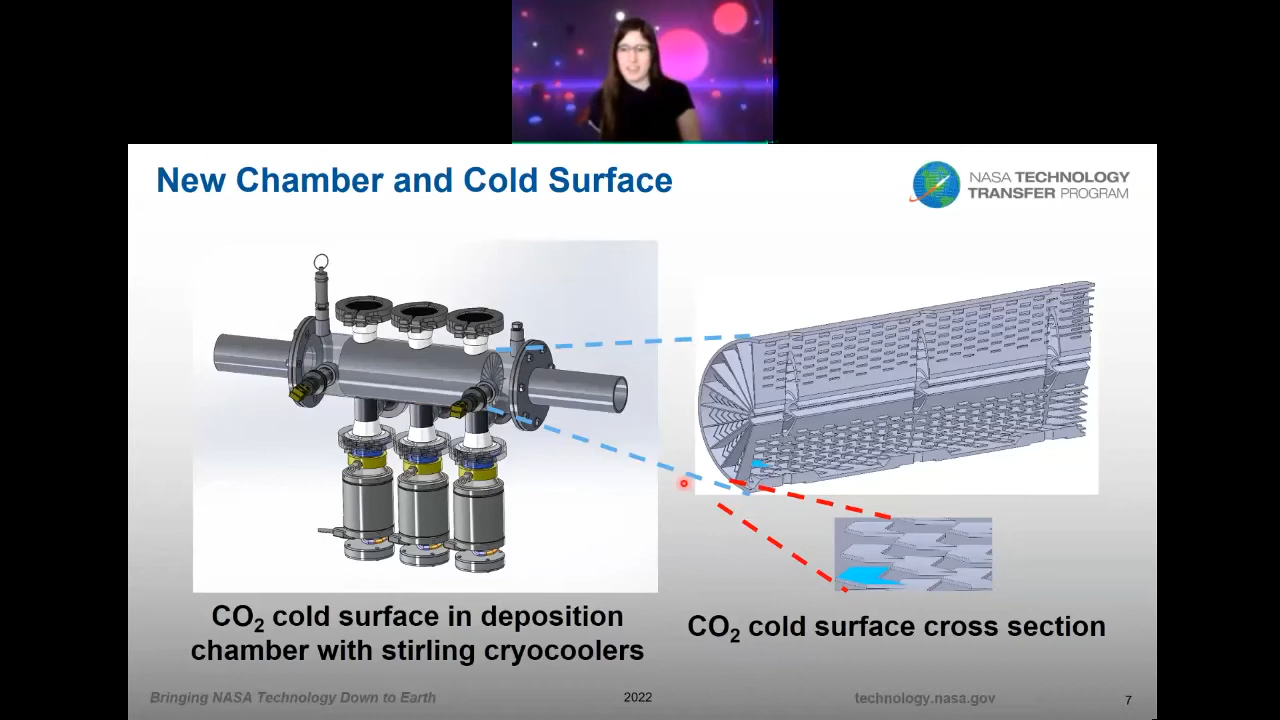 New Chamber and Cold Surface
NASA TECHNOLOGY
TRANSFER PROGRAM
CO₂ cold surface in deposition
chamber with stirling cryocoolers
CO₂ cold surface cross section
Bringing NASA Technology Down to Earth
2022
technology.nasa.gov
7